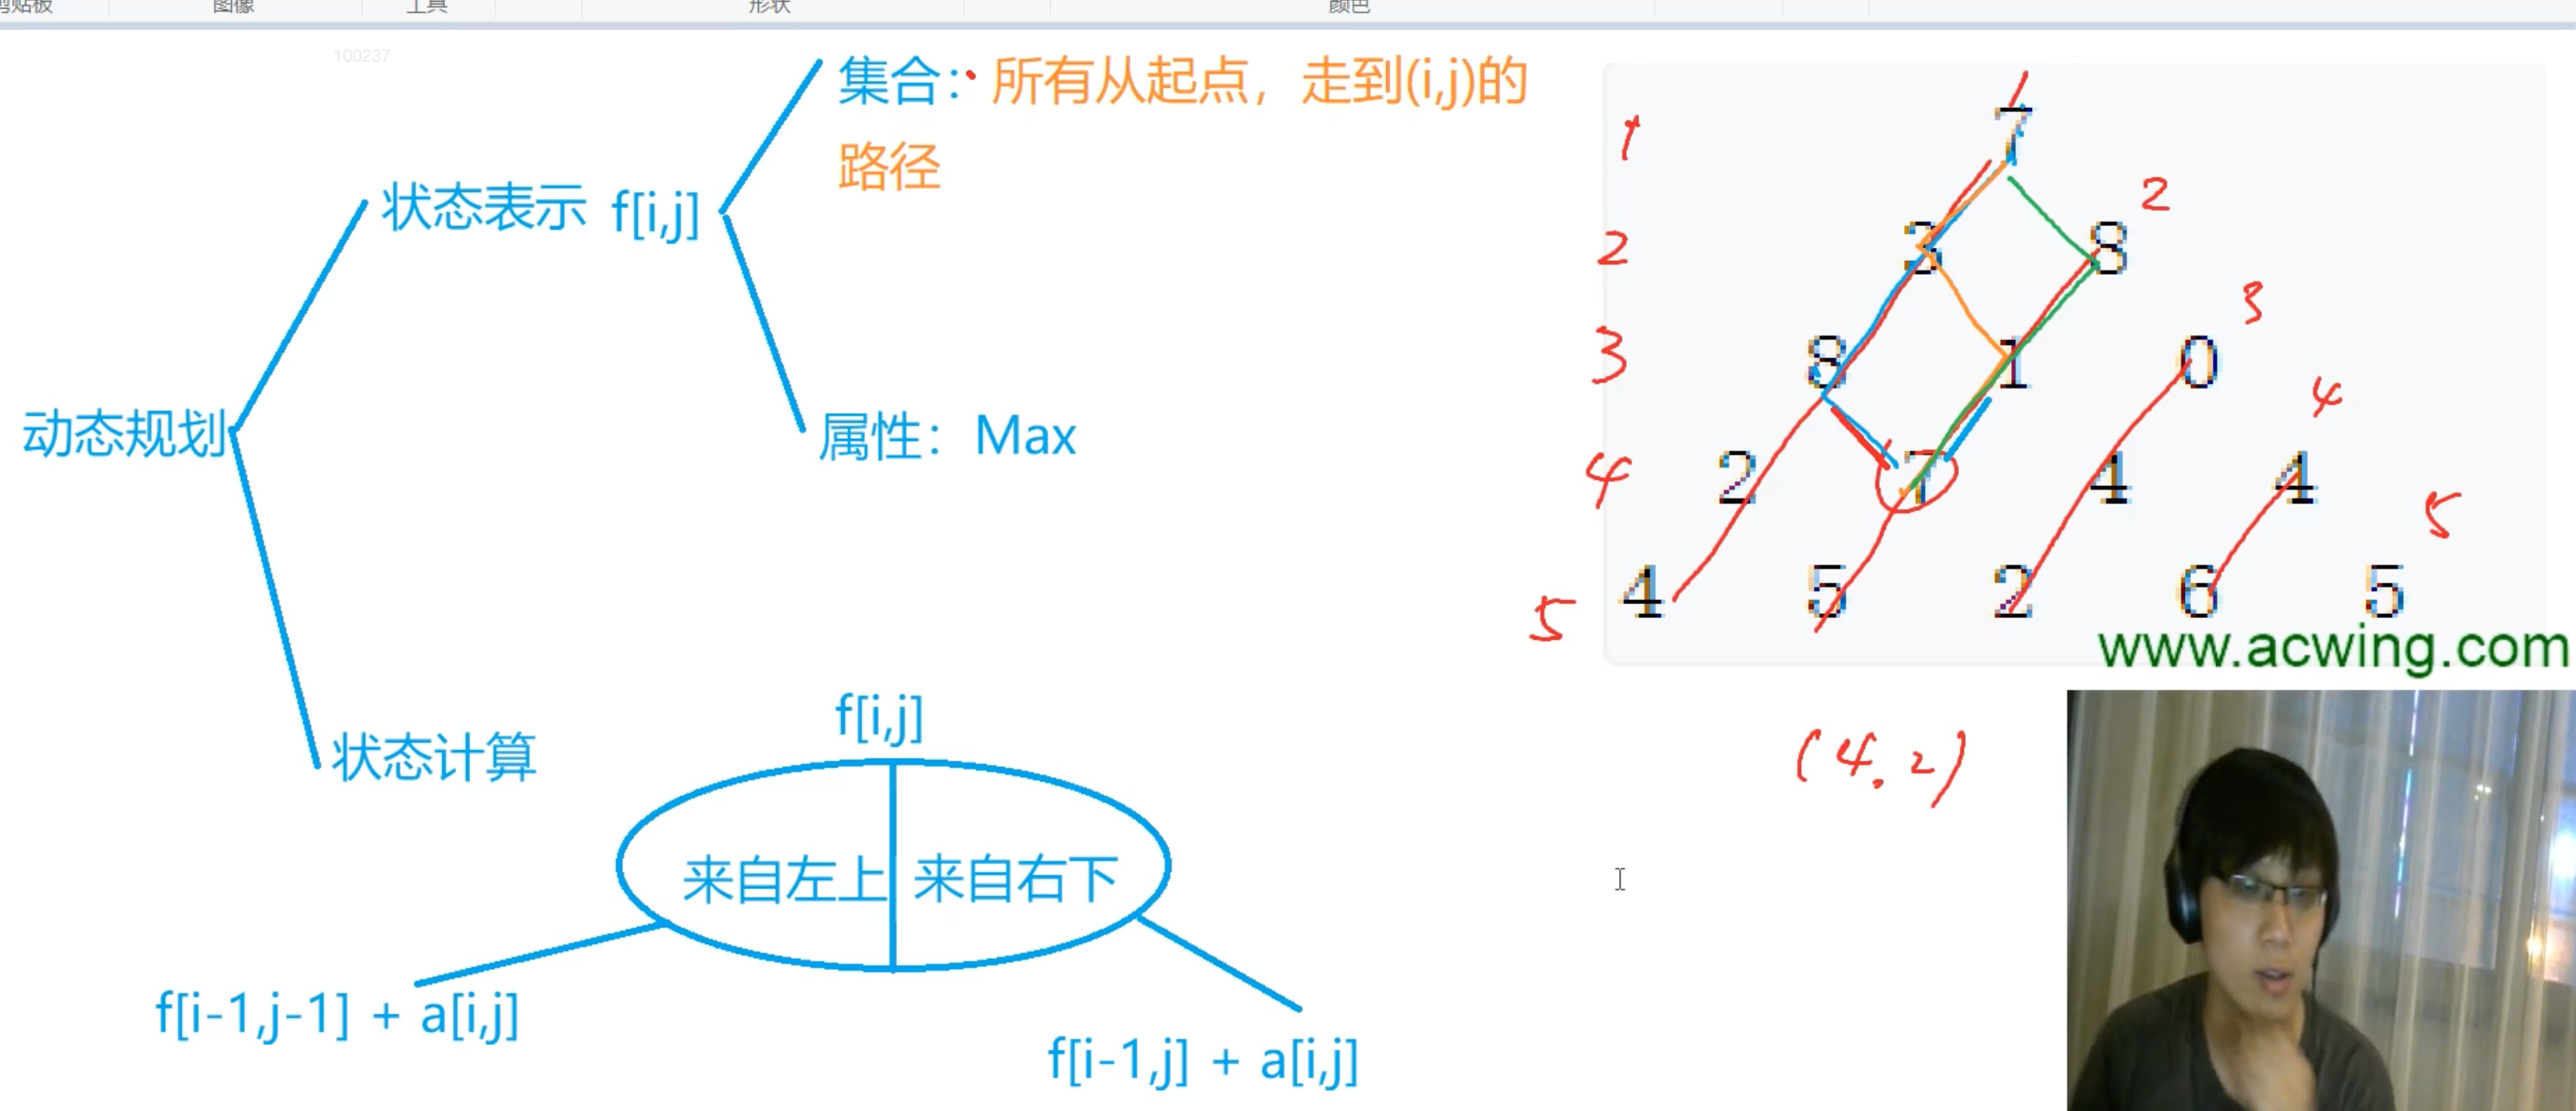 剪贴板 图像 工具 形状 颜色
100237
集合： 所有从起点，走到(i,j)的
路径
状态表示 f[i,j]
属性：Max
动态规划
状态计算
f[i,j]
来自左上 来自右下
f[i-1,j-1] + a[i,j]
f[i-1,j] + a[i,j]
1
1 7
2 3 8 2
3 8 1 0 3
4 2 7 4 4 4
5 4 5 2 6 5 5
www.acwing.com
(4.2)